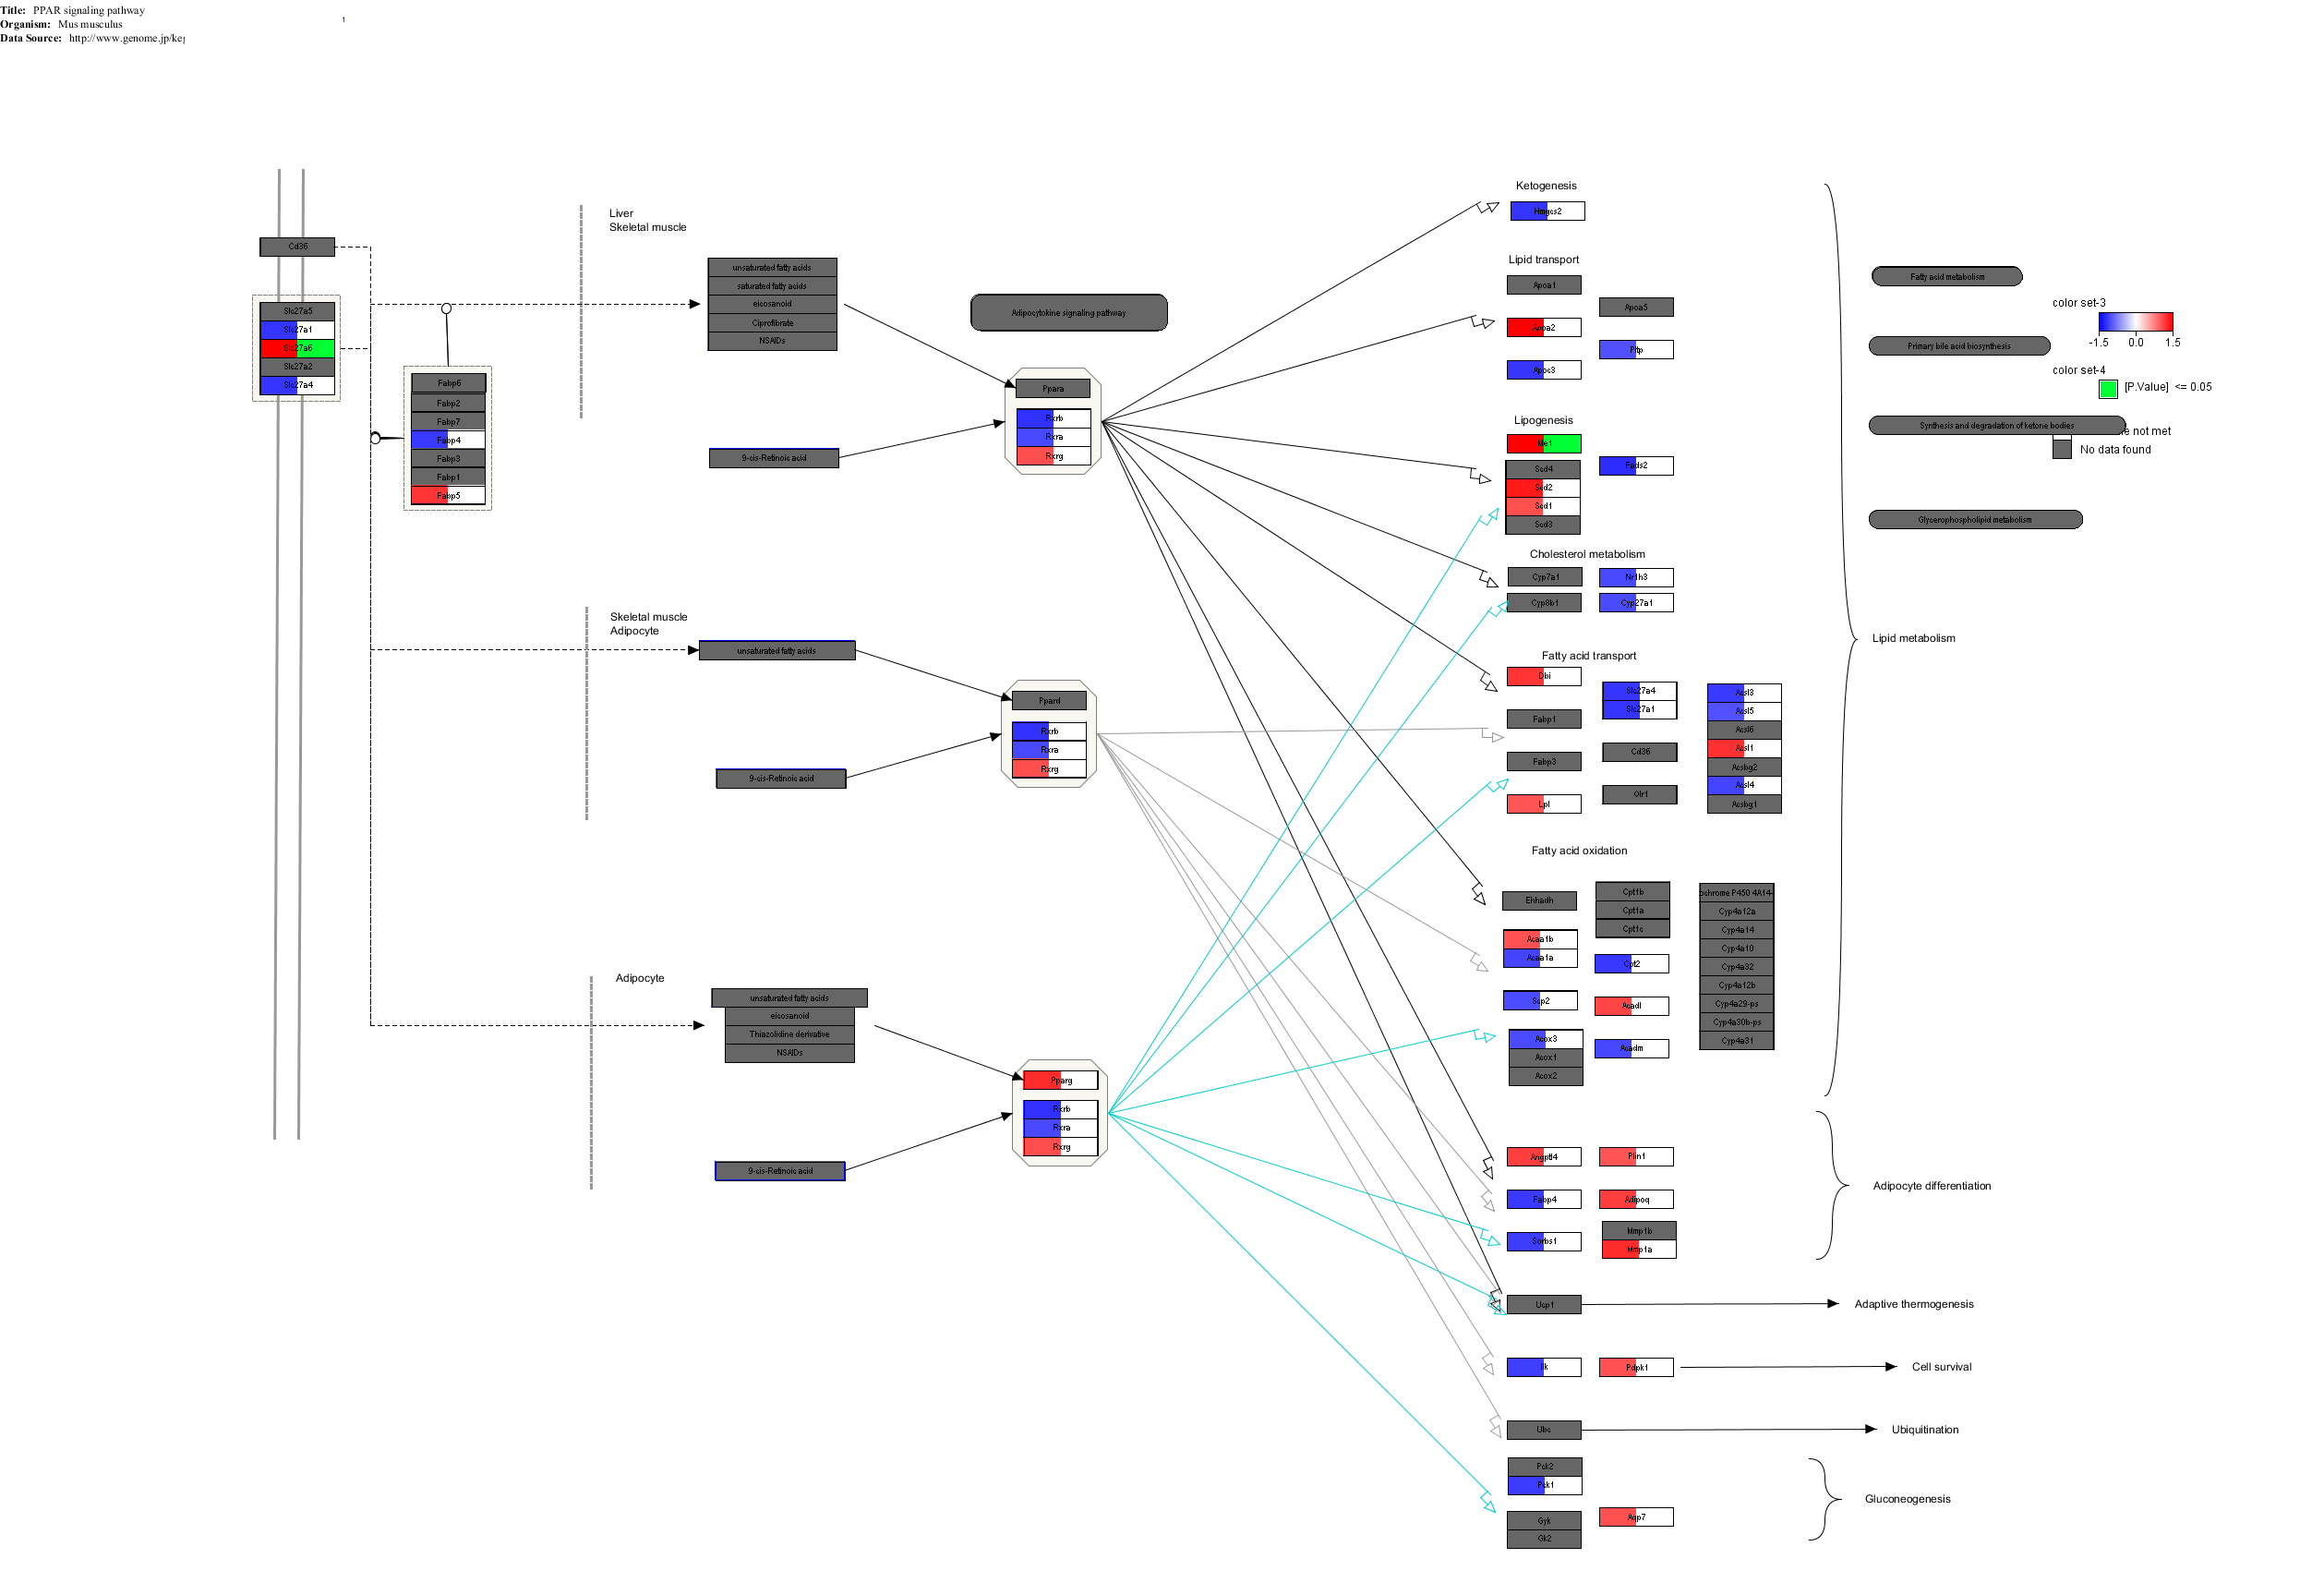 Title: PPAR signaling pathway
Organism: Mus musculus
Data Source: http://www.genome.jp/keg
1
Cd36
Slc27a5
Slc27a1
Slc27a6
Slc27a2
Slc27a4
Fabp6
Fabp2
Fabp7
Fabp4
Fabp3
Fabp1
Fabp5
Liver
Skeletal muscle
unsaturated fatty acids
saturated fatty acids
eicosanoid
Ciprofibrate
NSAIDs
9-cis-Retinoic acid
Adipocytokine signaling pathway
Ppara
Rxrb
Rxra
Rxrg
Skeletal muscle
Adipocyte
unsaturated fatty acids
9-cis-Retinoic acid
Ppard
Rxrb
Rxra
Rxrg
Adipocyte
unsaturated fatty acids
eicosanoid
Thiazolidine derivative
NSAIDs
9-cis-Retinoic acid
Pparg
Rxrb
Rxra
Rxrg
Ketogenesis
Hmgcs2
Lipid transport
Apoa1
Apoa5
Apoa2
Pltp
Apoc3
Lipogenesis
Me1
Scd4
Fads2
Scd2
Scd1
Scd3
Cholesterol metabolism
Cyp7a1
Nr1h3
Cyp8b1
Cyp27a1
Fatty acid transport
Dbi
Fabp1
Fabp3
Lpl
Slc27a4
Slc27a1
Cd36
Olr1
Acsl3
Acsl5
Acsl6
Acsl1
Acsbg2
Acsl4
Acsbg1
Fatty acid oxidation
Ehhadh
Acaa1b
Acaa1a
Scp2
Acox3
Acox1
Acox2
Cpt1b
Cpt1a
Cpt1c
Cpt2
Acadl
Acadm
ochrome P450 4A14-
Cyp4a12a
Cyp4a14
Cyp4a10
Cyp4a32
Cyp4a12b
Cyp4a29-ps
Cyp4a30b-ps
Cyp4a31
Angptl4
Plin1
Fabp4
Adipoq
Sorbs1
Mmp1b
Mmp1a
Ucp1
Ilk
Pdpk1
Ubc
Pck2
Pck1
Gyk
Gk2
Aqp7
Lipid metabolism
Adipocyte differentiation
Adaptive thermogenesis
Cell survival
Ubiquitination
Gluconeogenesis
Fatty acid metabolism
Primary bile acid biosynthesis
Synthesis and degradation of ketone bodies
Glycerophospholipid metabolism
color set-3
-1.5 0.0 1.5
color set-4
[P.Value] <= 0.05
not met
No data found